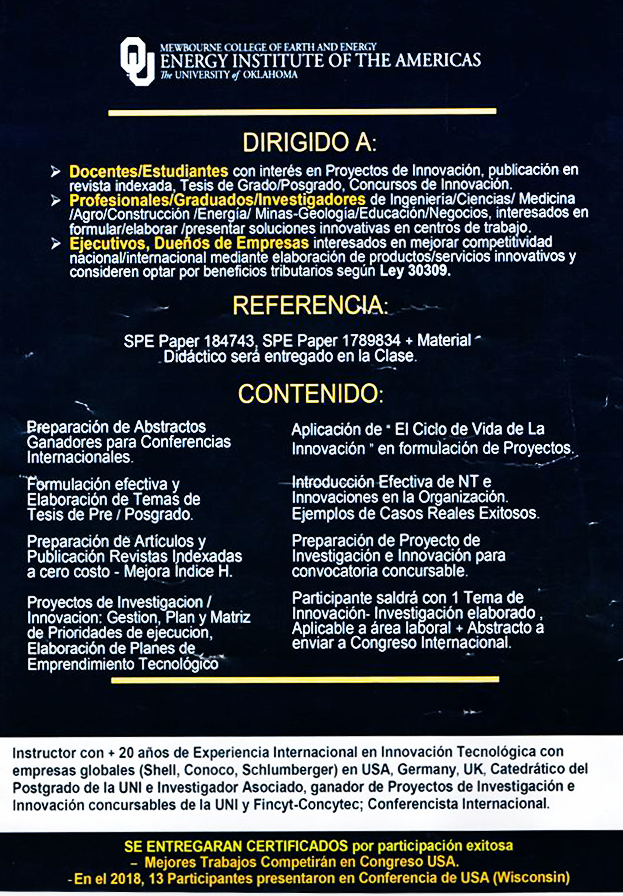 OU
MEWBOURNE COLLEGE OF EARTH AND ENERGY
ENERGY INSTITUTE OF THE AMERICAS
The UNIVERSITY of OKLAHOMA
DIRIGIDO A:
➤ Docentes/Estudiantes con interés en Proyectos de Innovación, publicación en
revista indexada, Tesis de Grado/Posgrado, Concursos de Innovación.
➤ Profesionales/Graduados/Investigadores de Ingeniería/Ciencias/ Medicina
/Agro/Construcción /Energía/ Minas-Geología/Educación/Negocios, interesados en
formular/elaborar /presentar soluciones innovativas en centros de trabajo.
➤ Ejecutivos, Dueños de Empresas interesados en mejorar competitividad
nacional/internacional mediante elaboración de productos/servicios innovativos y
consideren optar por beneficios tributarios según Ley 30309.
REFERENCIA:
SPE Paper 184743, SPE Paper 1789834 + Material
Didáctico será entregado en la Clase.
CONTENIDO:
Preparación de Abstractos
Ganadores para Conferencias
Internacionales.
Formulación efectiva y
Elaboración de Temas de
Tesis de Pre / Posgrado.
Preparación de Artículos y
Publicación Revistas Indexadas
a cero costo - Mejora Indice H.
Proyectos de Investigacion /
Innovacion: Gestion, Plan y Matriz
de Prioridades de ejecucion,
Elaboración de Planes de
Emprendimiento Tecnológico
Aplicación de " El Ciclo de Vida de La
Innovación " en formulación de Proyectos.
Introducción Efectiva de NT e
Innovaciones en la Organización.
Ejemplos de Casos Reales Exitosos.
Preparación de Proyecto de
Investigación e Innovación para
convocatoria concursable.
Participante saldrá con 1 Tema de
Innovación- Investigación elaborado ,
Aplicable a área laboral + Abstracto a
enviar a Congreso Internacional.
Instructor con + 20 años de Experiencia Internacional en Innovación Tecnológica con
empresas globales (Shell, Conoco, Schlumberger) en USA, Germany, UK, Catedrático del
Postgrado de la UNI e Investigador Asociado, ganador de Proyectos de Investigación e
Innovación concursables de la UNI y Fincyt-Concytec; Conferencista Internacional.
SE ENTREGARAN CERTIFICADOS por participación exitosa
– Mejores Trabajos Competirán en Congreso USA.
- En el 2018, 13 Participantes presentaron en Conferencia de USA (Wisconsin)